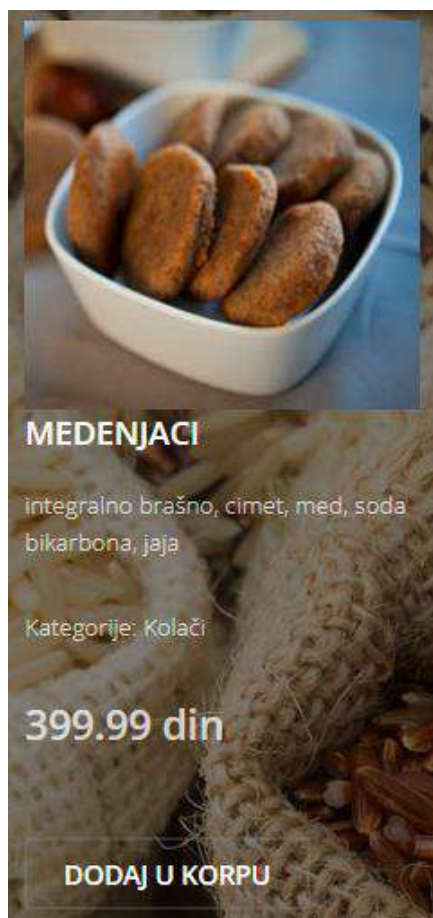 MEDENJACI
integralno brašno, cimet, med, soda
bikarbona, jaja
Kategorije: Kolači
399.99 din
DODAJ U KORPU